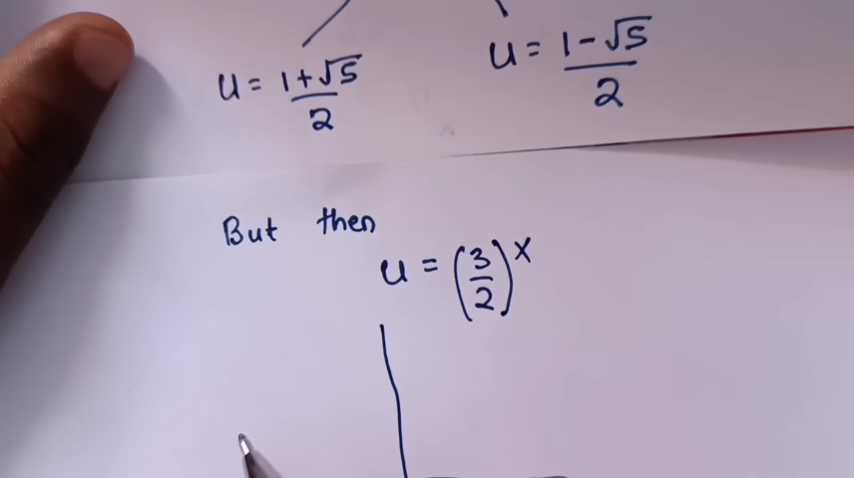 u = 1+√5/2 u = 1-√5/2
But then
u = (3/2)^x